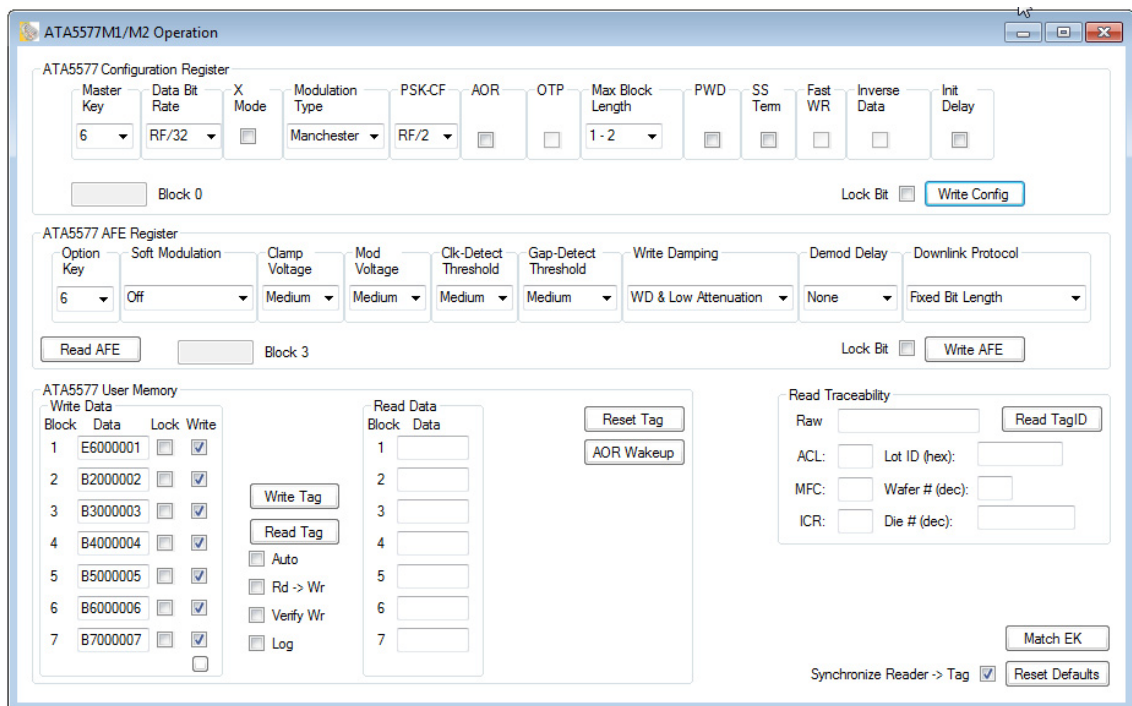 ATA5577M1/M2 Operation
ATA5577 Configuration Register
Master Key
Data Bit Rate
X Mode
Modulation Type
PSK-CF
AOR
OTP
Max Block Length
PWD
SS Term
Fast WR
Inverse Data
Init Delay
6
RF/32
Manchester
RF/2
1 - 2
Block 0
Lock Bit
Write Config
ATA5577 AFE Register
Option Key
Soft Modulation
Clamp Voltage
Mod Voltage
Clk-Detect Threshold
Gap-Detect Threshold
Write Damping
Demod Delay
Downlink Protocol
6
Off
Medium
Medium
Medium
Medium
WD & Low Attenuation
None
Fixed Bit Length
Read AFE
Block 3
Lock Bit
Write AFE
ATA5577 User Memory
Write Data
Block Data Lock Write
1 E6000001
2 B2000002
3 B3000003
4 B4000004
5 B5000005
6 B6000006
7 B7000007
Write Tag
Read Tag
Auto
Rd -> Wr
Verify Wr
Log
Read Data
Block Data
1
2
3
4
5
6
7
Reset Tag
AOR Wakeup
Read Traceability
Raw
Read TagID
ACL:
Lot ID (hex):
MFC:
Wafer # (dec):
ICR:
Die # (dec):
Match EK
Synchronize Reader -> Tag
Reset Defaults